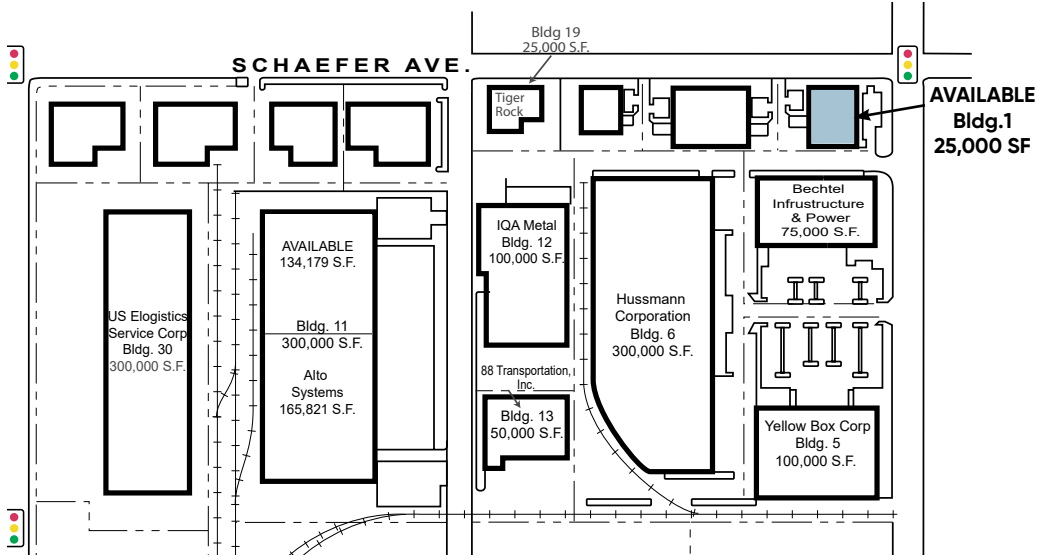 Bldg 19
25,000 S.F.
SCHAEFER AVE.
Tiger
Rock
AVAILABLE
Bldg.1
25,000 SF
Bechtel
Infrustructure
& Power
75,000 S.F.
IQA Metal
Bldg. 12
100,000 S.F.
AVAILABLE
134,179 S.F.
Hussmann
Corporation
Bldg. 6
300,000 S.F.
US Elogistics
Service Corp
Bldg. 30
300,000 S.F.
Bldg. 11
300,000 S.F.
Alto
Systems
165,821 S.F.
88 Transportation,
Inc.
Bldg. 13
50,000 S.F.
Yellow Box Corp
Bldg. 5
100,000 S.F.